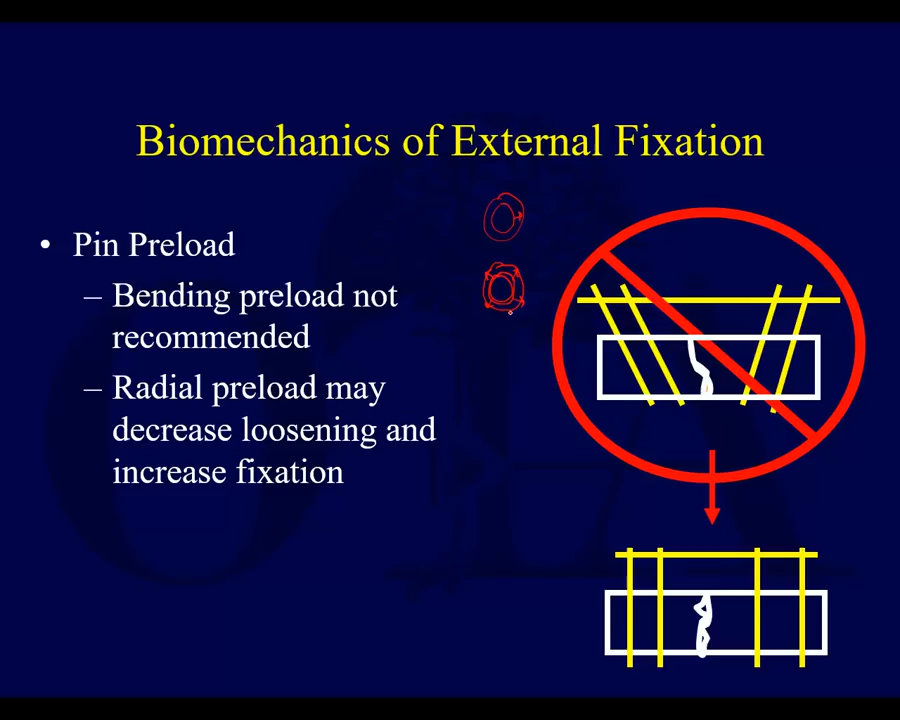 Biomechanics of External Fixation
• Pin Preload
– Bending preload not
recommended
– Radial preload may
decrease loosening and
increase fixation